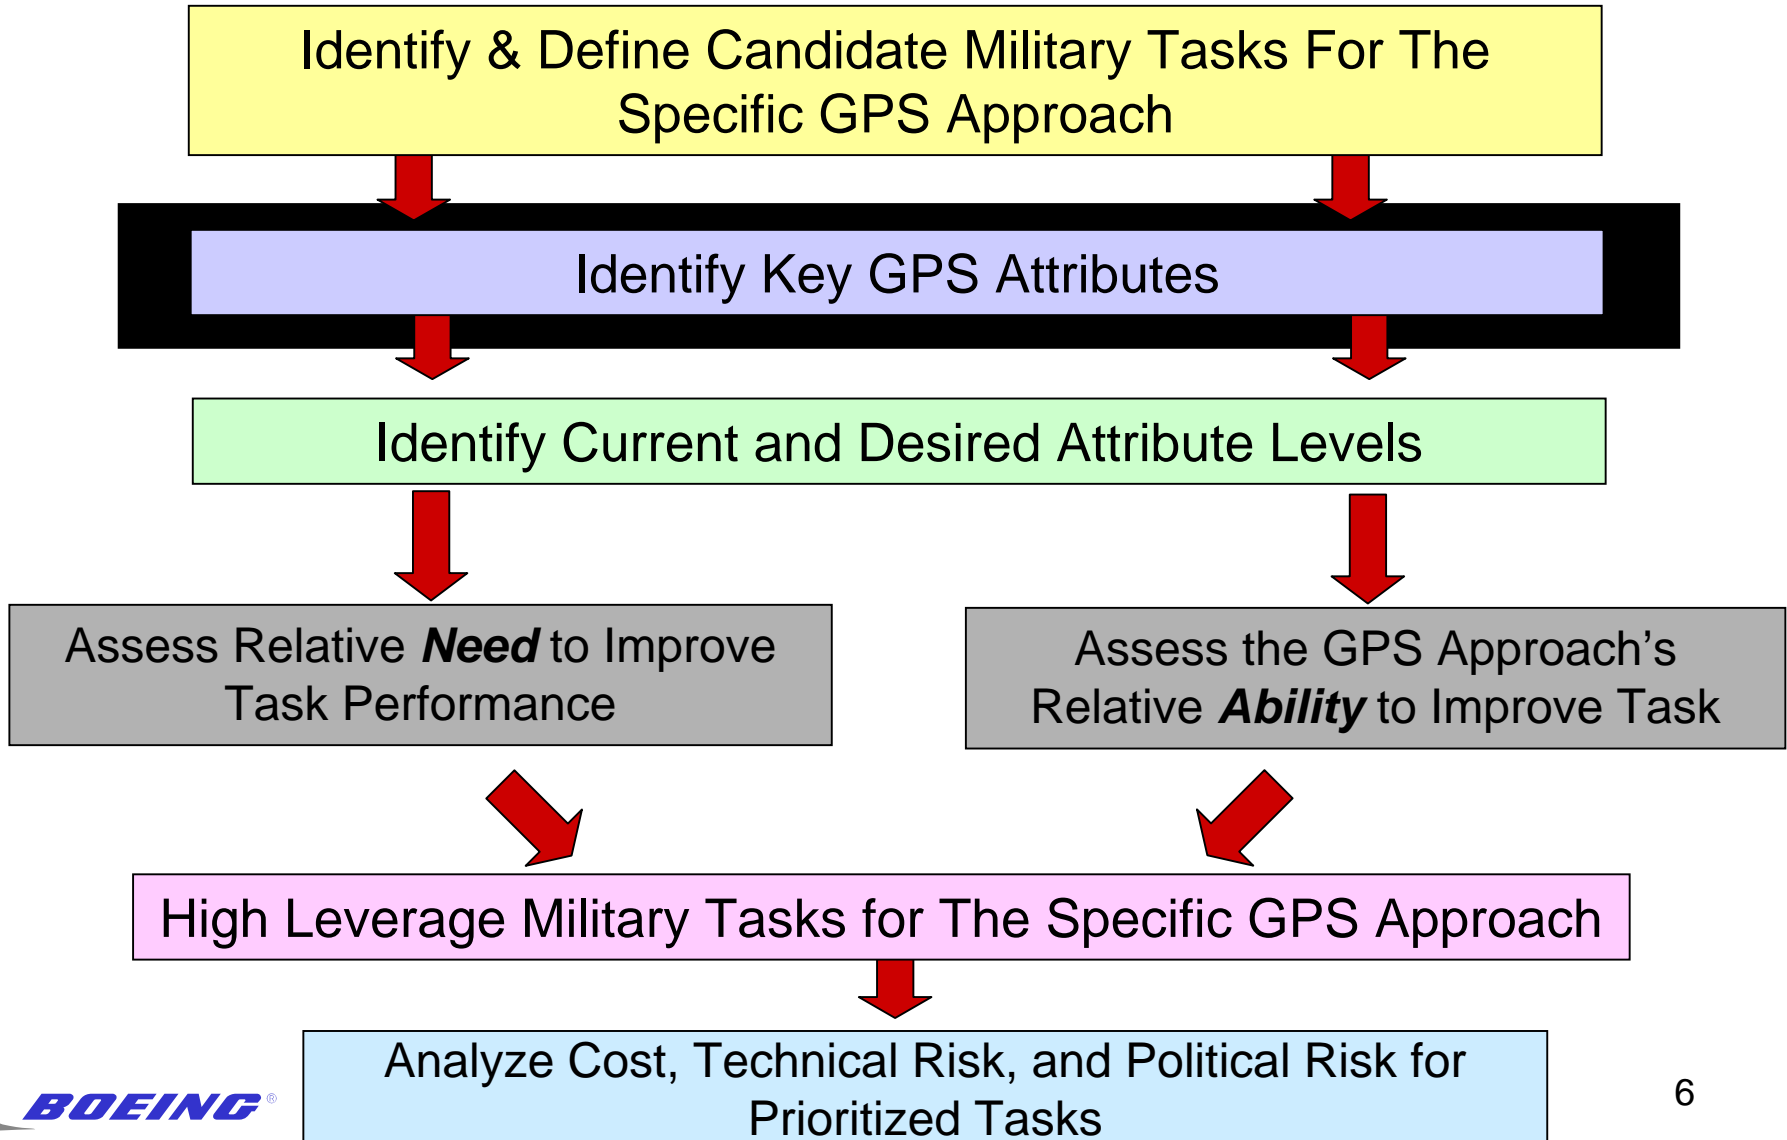 Identify & Define Candidate Military Tasks For The
Specific GPS Approach
Identify Key GPS Attributes
Identify Current and Desired Attribute Levels
Assess Relative Need to Improve
Task Performance
Assess the GPS Approach’s
Relative Ability to Improve Task
High Leverage Military Tasks for The Specific GPS Approach
Analyze Cost, Technical Risk, and Political Risk for
Prioritized Tasks
BOEING®
6